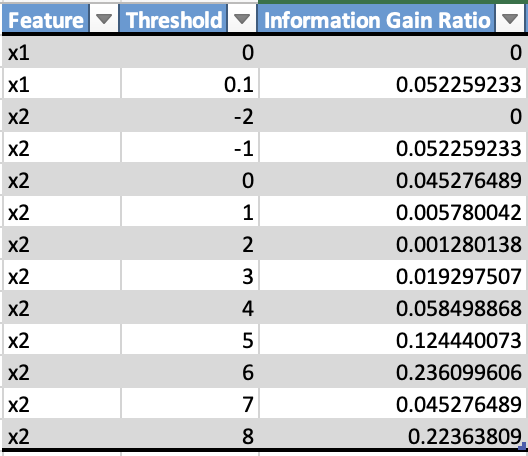 Feature Threshold Information Gain Ratio
x1 0 0
x1 0.1 0.052259233
x2 -2 0
x2 -1 0.052259233
x2 0 0.045276489
x2 1 0.005780042
x2 2 0.001280138
x2 3 0.019297507
x2 4 0.058498868
x2 5 0.124440073
x2 6 0.236099606
x2 7 0.045276489
x2 8 0.22363809